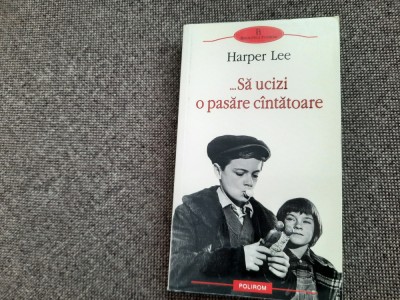 Harper Lee
...Să ucizi
o pasăre cîntătoare
POLIROM